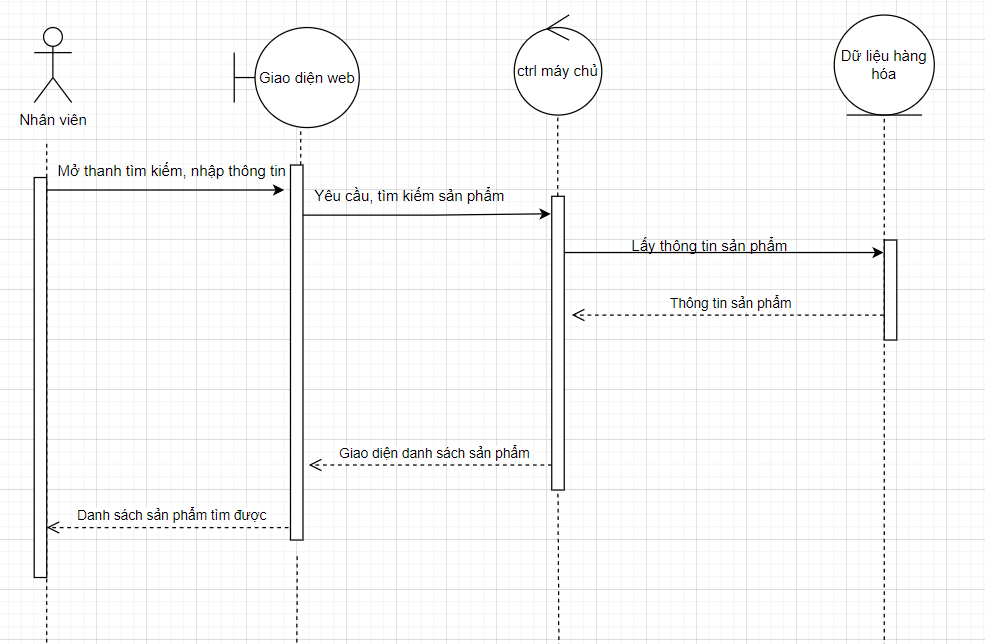 Nhân viên
Giao diện web
ctrl máy chủ
Dữ liệu hàng
hóa
Mở thanh tìm kiếm, nhập thông tin
Yêu cầu, tìm kiếm sản phẩm
Lấy thông tin sản phẩm
Thông tin sản phẩm
Giao diện danh sách sản phẩm
Danh sách sản phẩm tìm được